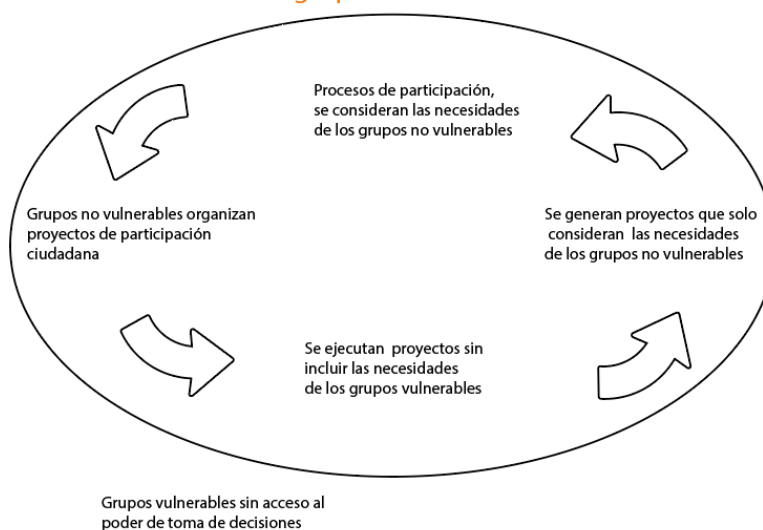 Procesos de participación,
se consideran las necesidades
de los grupos no vulnerables
Grupos no vulnerables organizan
proyectos de participación
ciudadana
Se generan proyectos que solo
consideran las necesidades
de los grupos no vulnerables
Se ejecutan proyectos sin
incluir las necesidades
de los grupos vulnerables
Grupos vulnerables sin acceso al
poder de toma de decisiones